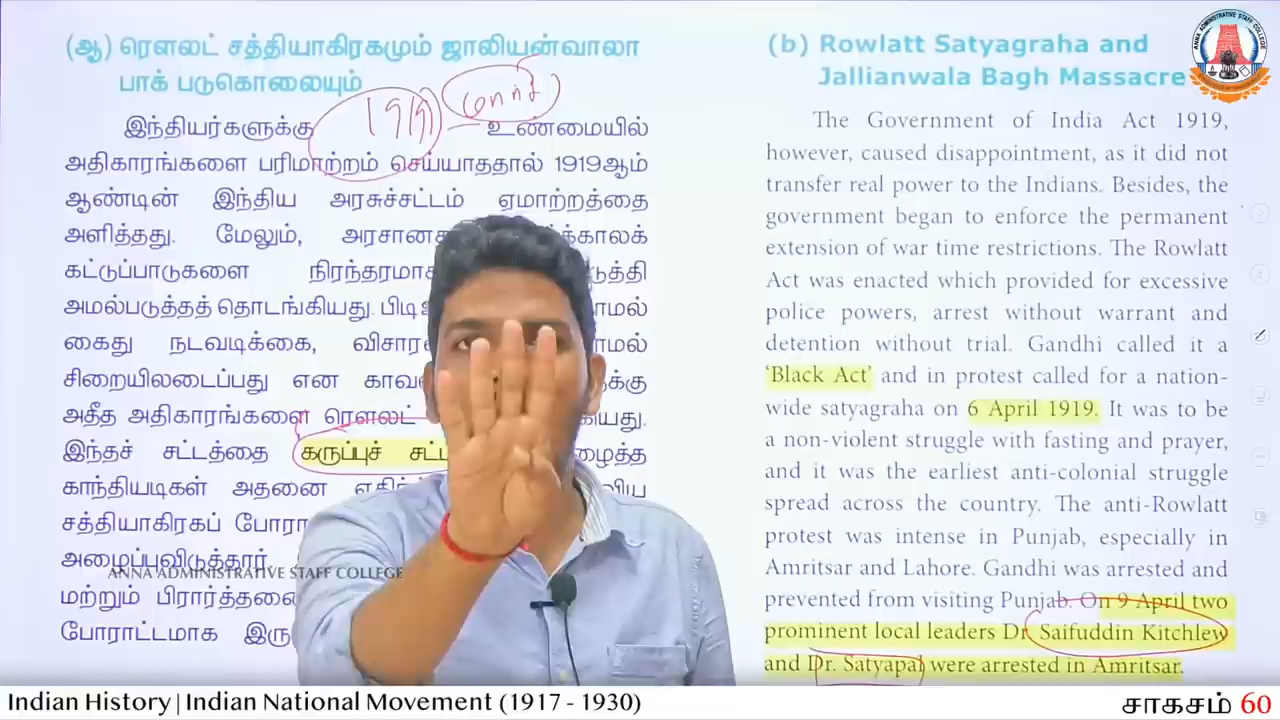 (ஆ) ரௌலட் சத்தியாகிரகமும் ஜாலியன்வாலா
பாக் படுகொலையும்
1919 மார்ச்
இந்தியர்களுக்கு உண்மையில்
அதிகாரங்களை பரிமாற்றம் செய்யாததால் 1919ஆம்
ஆண்டின் இந்திய அரசுச்சட்டம் ஏமாற்றத்தை
அளித்தது. மேலும்,
கட்டுப்பாடுகளை
அமல்படுத்தத் தொடங்கியது.
கைது நடவடிக்கை,
சிறையிலடைப்பது என
அதீத அதிகாரங்களை ரௌலட்
இந்தச் சட்டத்தை கருப்புச்
காந்தியடிகள் அதனை
சத்தியாகிரகப்
அழைப்புவிடுத்தார்.
மற்றும்
போராட்டமாக
(b) Rowlatt Satyagraha and
Jallianwala Bagh Massacre
The Government of India Act 1919,
however, caused disappointment, as it did not
transfer real power to the Indians. Besides, the
government began to enforce the permanent
extension of war time restrictions. The Rowlatt
Act was enacted which provided for excessive
police powers, arrest without warrant and
detention without trial. Gandhi called it a
‘Black Act’ and in protest called for a nation-
wide satyagraha on 6 April 1919. It was to be
a non-violent struggle with fasting and prayer,
and it was the earliest anti-colonial struggle
spread across the country. The anti-Rowlatt
protest was intense in Punjab, especially in
Amritsar and Lahore. Gandhi was arrested and
prevented from visiting Punjab. On 9 April two
prominent local leaders Dr. Saifuddin Kitchlew
and Dr. Satyapal were arrested in Amritsar.
ANNA ADMINISTRATIVE STAFF COLLEGE
ANNA ADMINISTRATIVE STAFF COLLEGE
Indian History | Indian National Movement (1917 - 1930)
சாகசம் 60